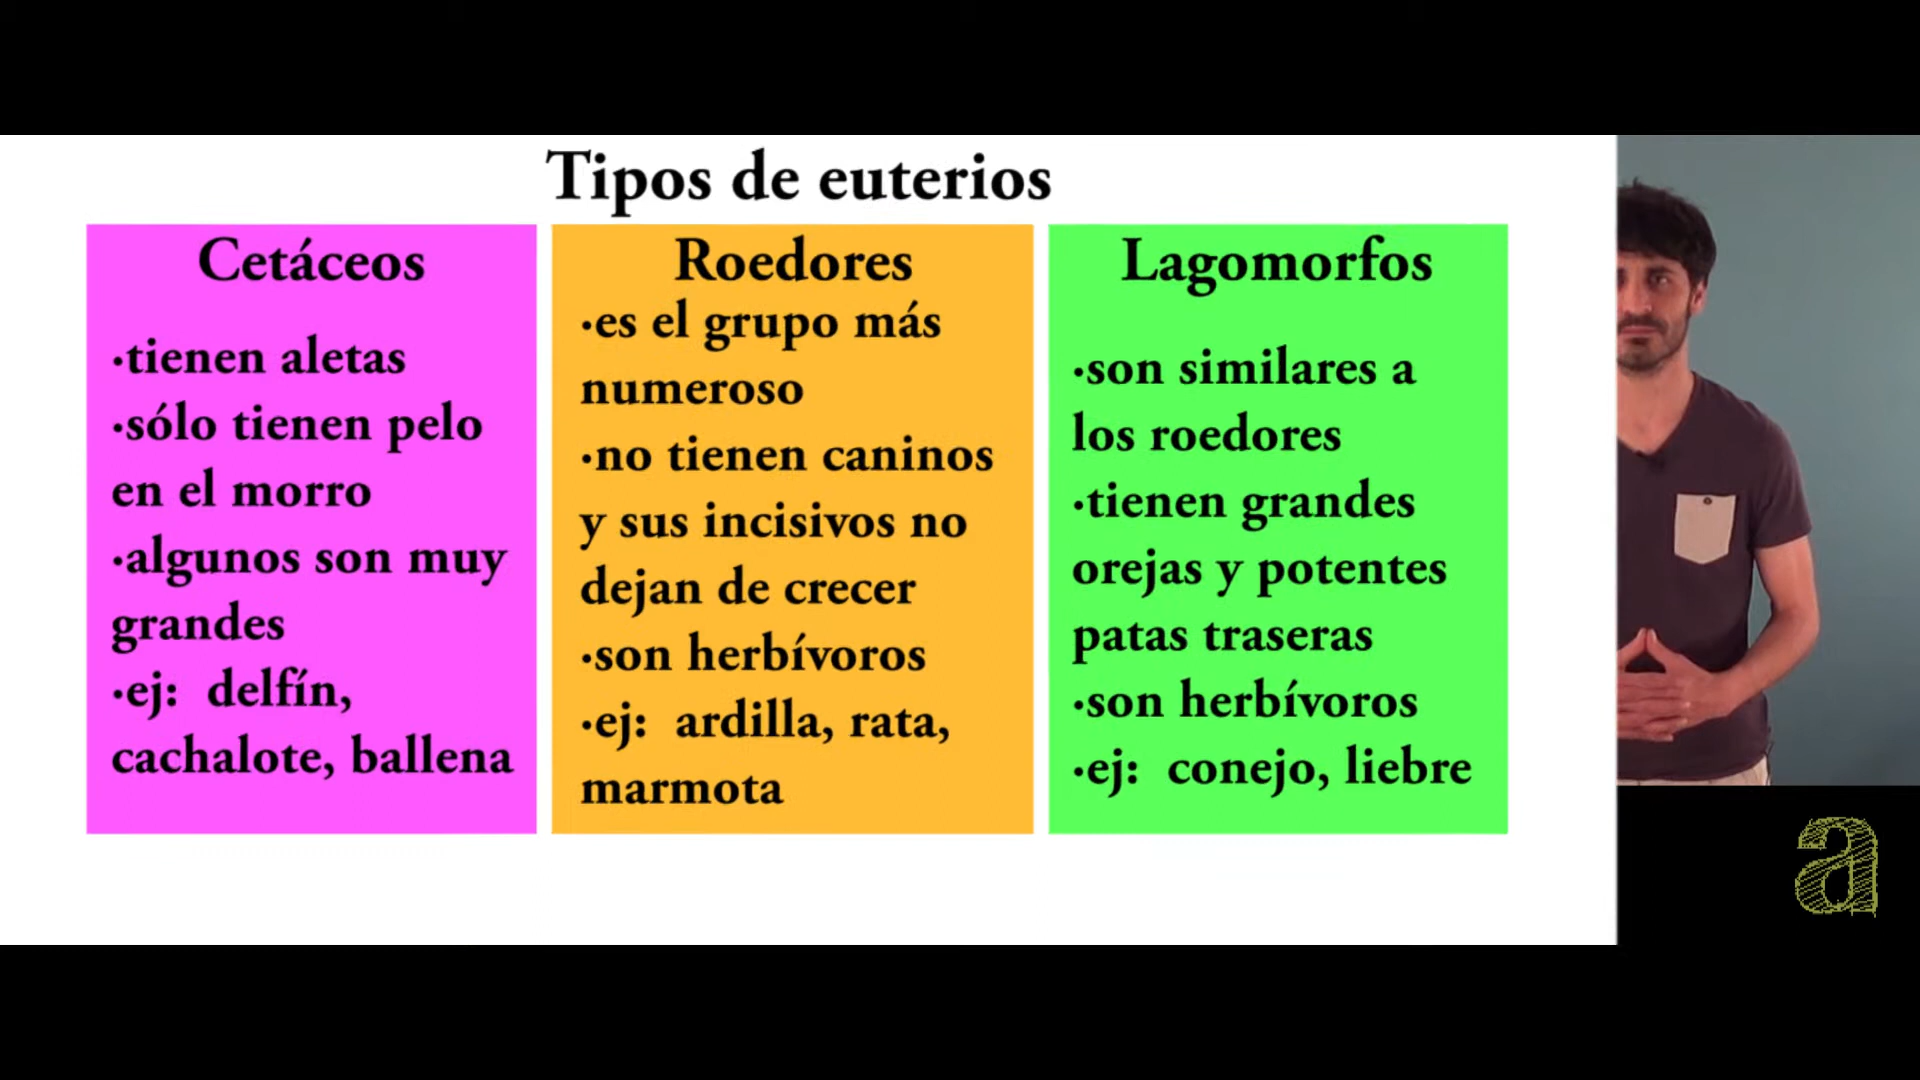 Tipos de euterios
Cetáceos
·tienen aletas
·sólo tienen pelo
en el morro
·algunos son muy
grandes
·ej:  delfín,
cachalote, ballena
Roedores
·es el grupo más
numeroso
·no tienen caninos
y sus incisivos no
dejan de crecer
·son herbívoros
·ej:  ardilla, rata,
marmota
Lagomorfos
·son similares a
los roedores
·tienen grandes
orejas y potentes
patas traseras
·son herbívoros
·ej:  conejo, liebre
a